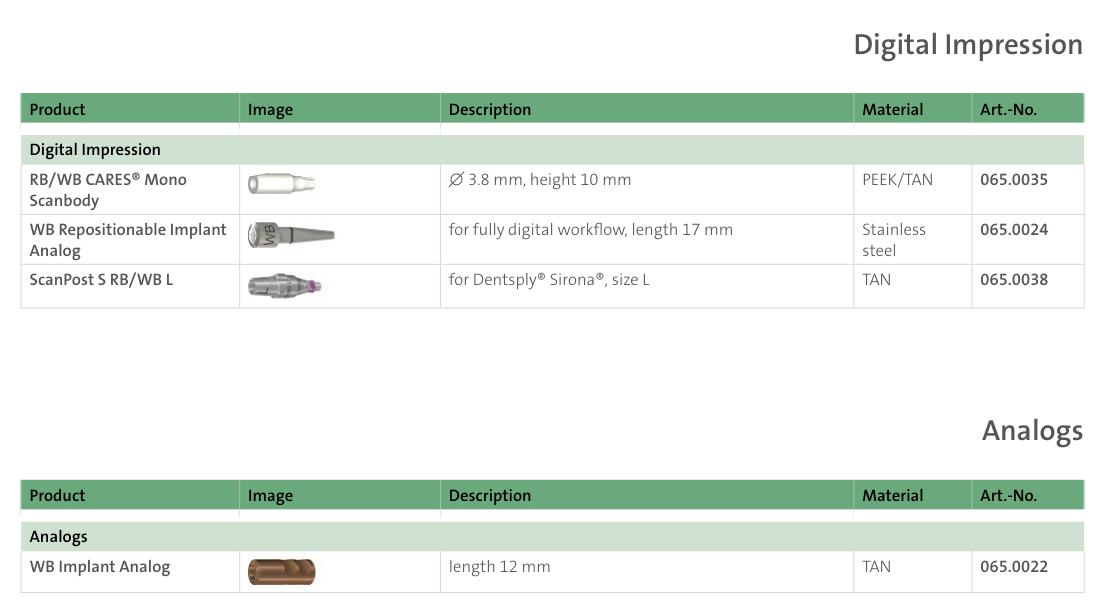 Digital Impression
Product Image Description Material Art.-No.
Digital Impression
RB/WB CARES® Mono Scanbody ∅ 3.8 mm, height 10 mm PEEK/TAN 065.0035
WB Repositionable Implant Analog WB for fully digital workflow, length 17 mm Stainless steel 065.0024
ScanPost S RB/WB L L for Dentsply® Sirona®, size L TAN 065.0038
Analogs
Product Image Description Material Art.-No.
Analogs
WB Implant Analog length 12 mm TAN 065.0022